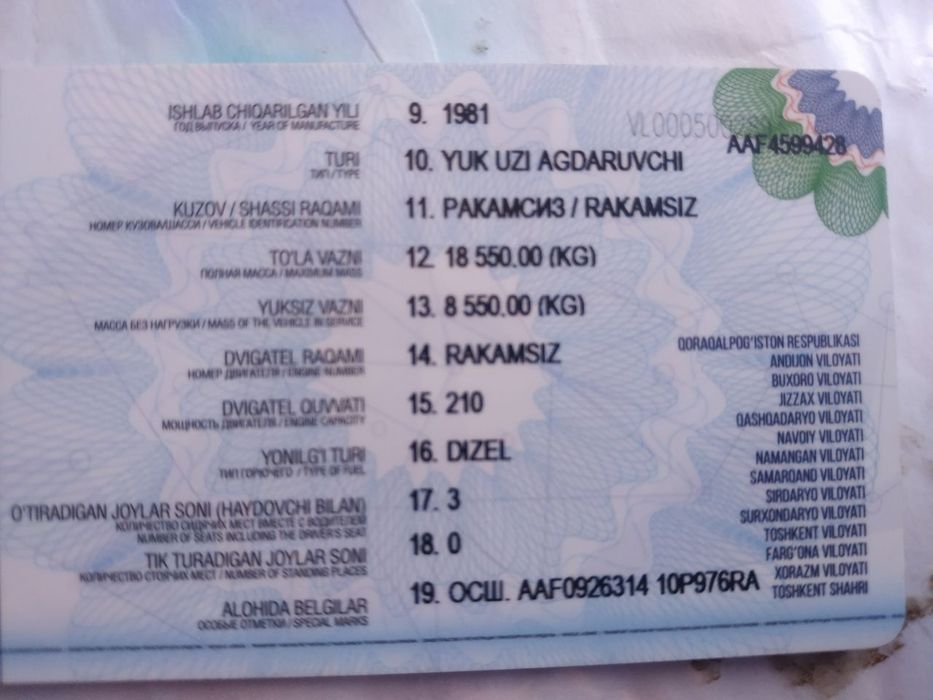 ISHLAB CHIQARILGAN YILI 9. 1981
ГОД ВЫПУСКА / YEAR OF MANUFACTURE
AAF4599428
TURI 10. YUK UZI AGDARUVCHI
ТИП / TYPE
KUZOV / SHASSI RAQAMI 11. РАКАМСИЗ / RAKAMSIZ
НОМЕР КУЗОВА/ШАССИ / VEHICLE IDENTIFICATION NUMBER
TO'LA VAZNI 12. 18 550.00 (KG)
ПОЛНАЯ МАССА / MAXIMUM MASS
YUKSIZ VAZNI 13. 8 550.00 (KG)
МАССА БЕЗ НАГРУЗКИ / MASS OF THE VEHICLE IN SERVICE
DVIGATEL RAQAMI 14. RAKAMSIZ
НОМЕР ДВИГАТЕЛЯ / ENGINE NUMBER
DVIGATEL QUVVATI 15. 210
МОЩНОСТЬ ДВИГАТЕЛЯ / ENGINE CAPACITY
YONILG'I TURI 16. DIZEL
ТИП ГОРЮЧЕГО / TYPE OF FUEL
O'TIRADIGAN JOYLAR SONI (HAYDOVCHI BILAN) 17. 3
КОЛИЧЕСТВО СИДЯЧИХ МЕСТ ВМЕСТЕ С ВОДИТЕЛЕМ
NUMBER OF SEATS INCLUDING THE DRIVER'S SEAT
TIK TURADIGAN JOYLAR SONI 18. 0
КОЛИЧЕСТВО СТОЯЧИХ МЕСТ / NUMBER OF STANDING PLACES
ALOHIDA BELGILAR 19. ОСШ. AAF0926314 10P976RA
ОСОБЫЕ ОТМЕТКИ / SPECIAL MARKS
QORAQALPOG'ISTON RESPUBLIKASI
ANDIJON VILOYATI
BUXORO VILOYATI
JIZZAX VILOYATI
QASHQADARYO VILOYATI
NAVOIY VILOYATI
NAMANGAN VILOYATI
SAMARQAND VILOYATI
SIRDARYO VILOYATI
SURXONDARYO VILOYATI
TOSHKENT VILOYATI
FARG'ONA VILOYATI
XORAZM VILOYATI
TOSHKENT SHAHRI